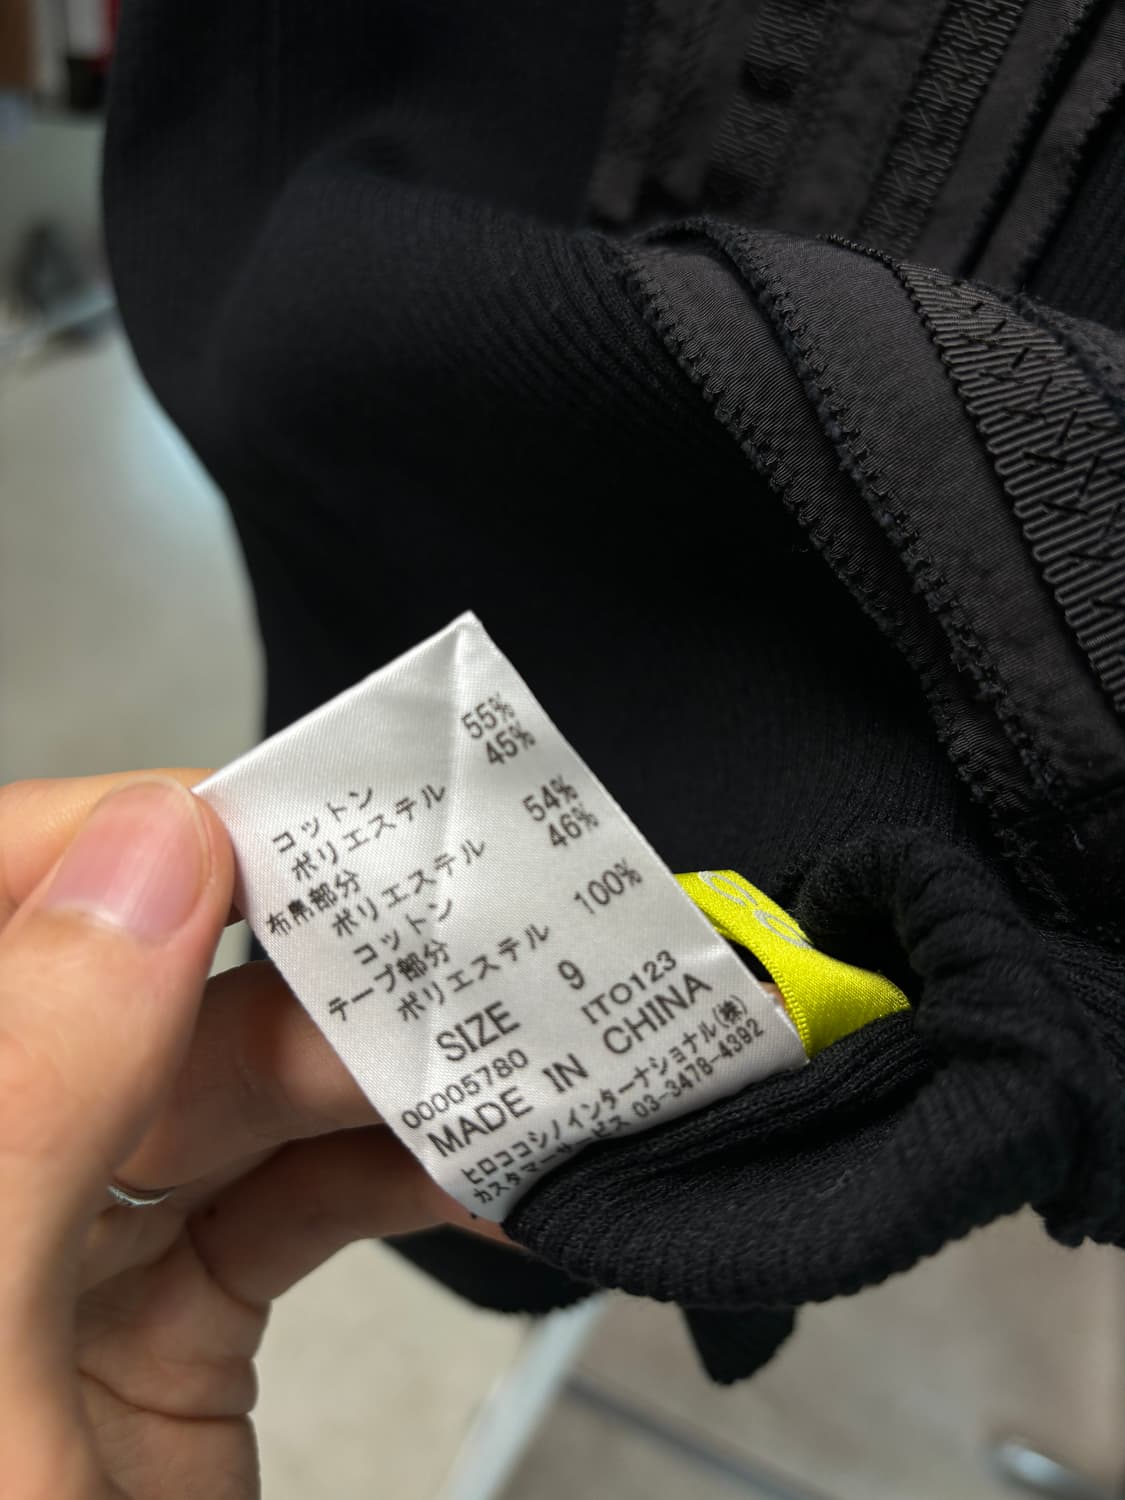 コットン 55%
ポリエステル 45%
布帛部分
ポリエステル 54%
コットン 46%
テープ部分
ポリエステル 100%
SIZE 9
00005780 ITO123
MADE IN CHINA
ヒロココシノインターナショナル(株)
カスタマーサービス 03-3478-4392